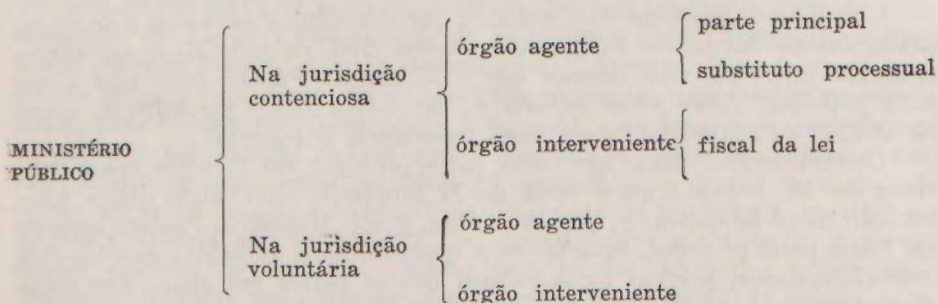 MINISTÉRIO
PÚBLICO
Na jurisdição
contenciosa
órgão agente
parte principal
substituto processual
órgão interveniente
fiscal da lei
Na jurisdição
voluntária
órgão agente
órgão interveniente